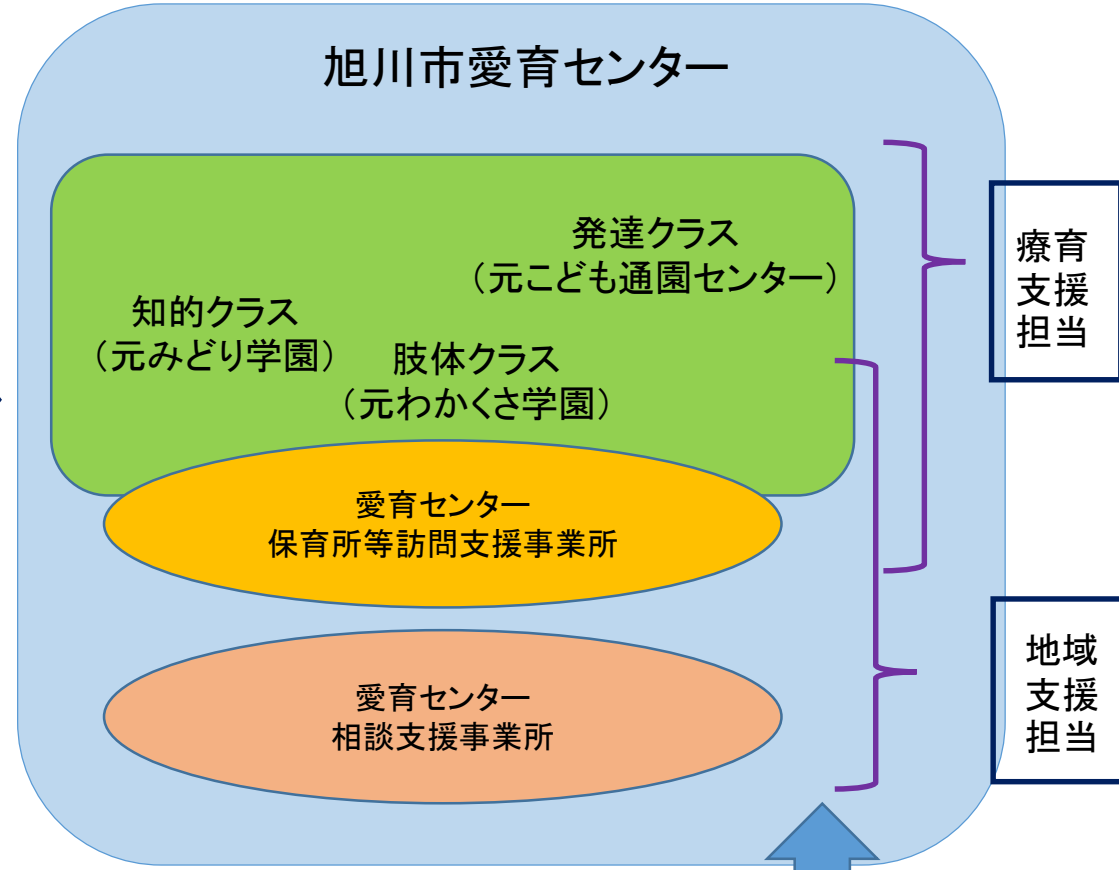 旭川市愛育センター
発達クラス
（元こども通園センター）
知的クラス
（元みどり学園）
肢体クラス
（元わかくさ学園）
愛育センター
保育所等訪問支援事業所
愛育センター
相談支援事業所
療育
支援
担当
地域
支援
担当